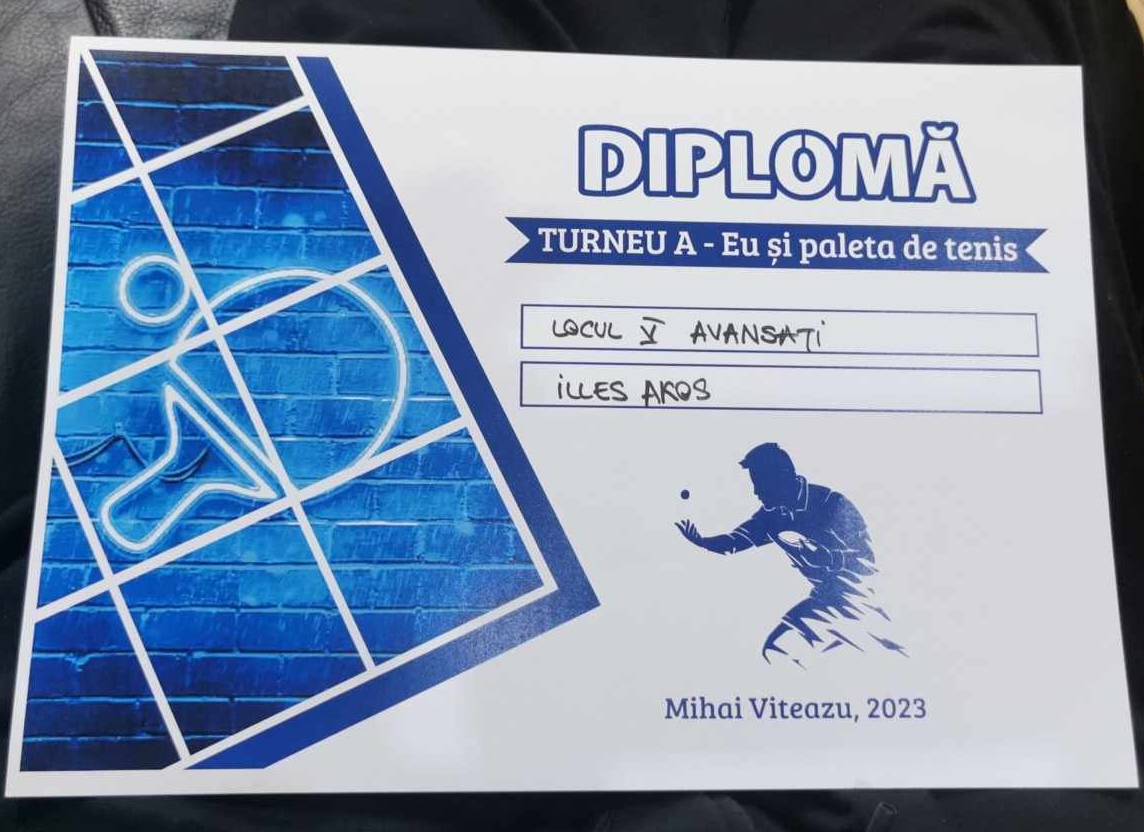 DIPLOMĂ
TURNEU A - Eu și paleta de tenis
LOCUL V AVANSAȚI
ILLES AKOS
Mihai Viteazu, 2023